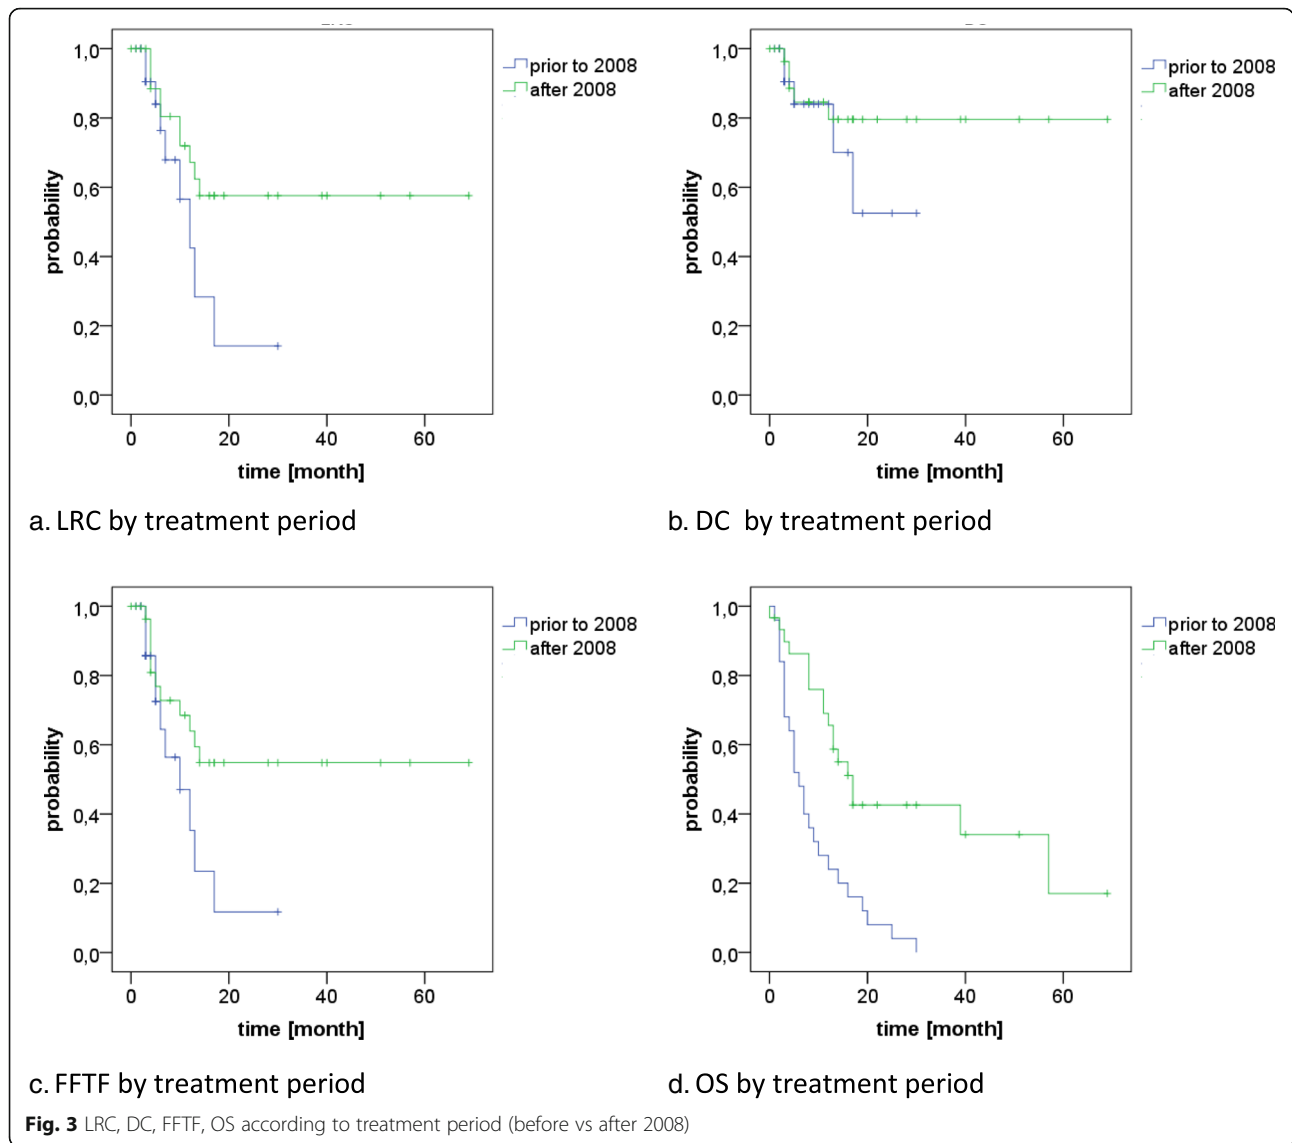 1,0
0,8
0,6
0,4
0,2
0,0
probability
0 20 40 60
time [month]
prior to 2008
after 2008
a. LRC by treatment period
1,0
0,8
0,6
0,4
0,2
0,0
probability
0 20 40 60
time [month]
prior to 2008
after 2008
b. DC by treatment period
1,0
0,8
0,6
0,4
0,2
0,0
probability
0 20 40 60
time [month]
prior to 2008
after 2008
c. FFTF by treatment period
1,0
0,8
0,6
0,4
0,2
0,0
probability
0 20 40 60
time [month]
prior to 2008
after 2008
d. OS by treatment period
Fig. 3 LRC, DC, FFTF, OS according to treatment period (before vs after 2008)